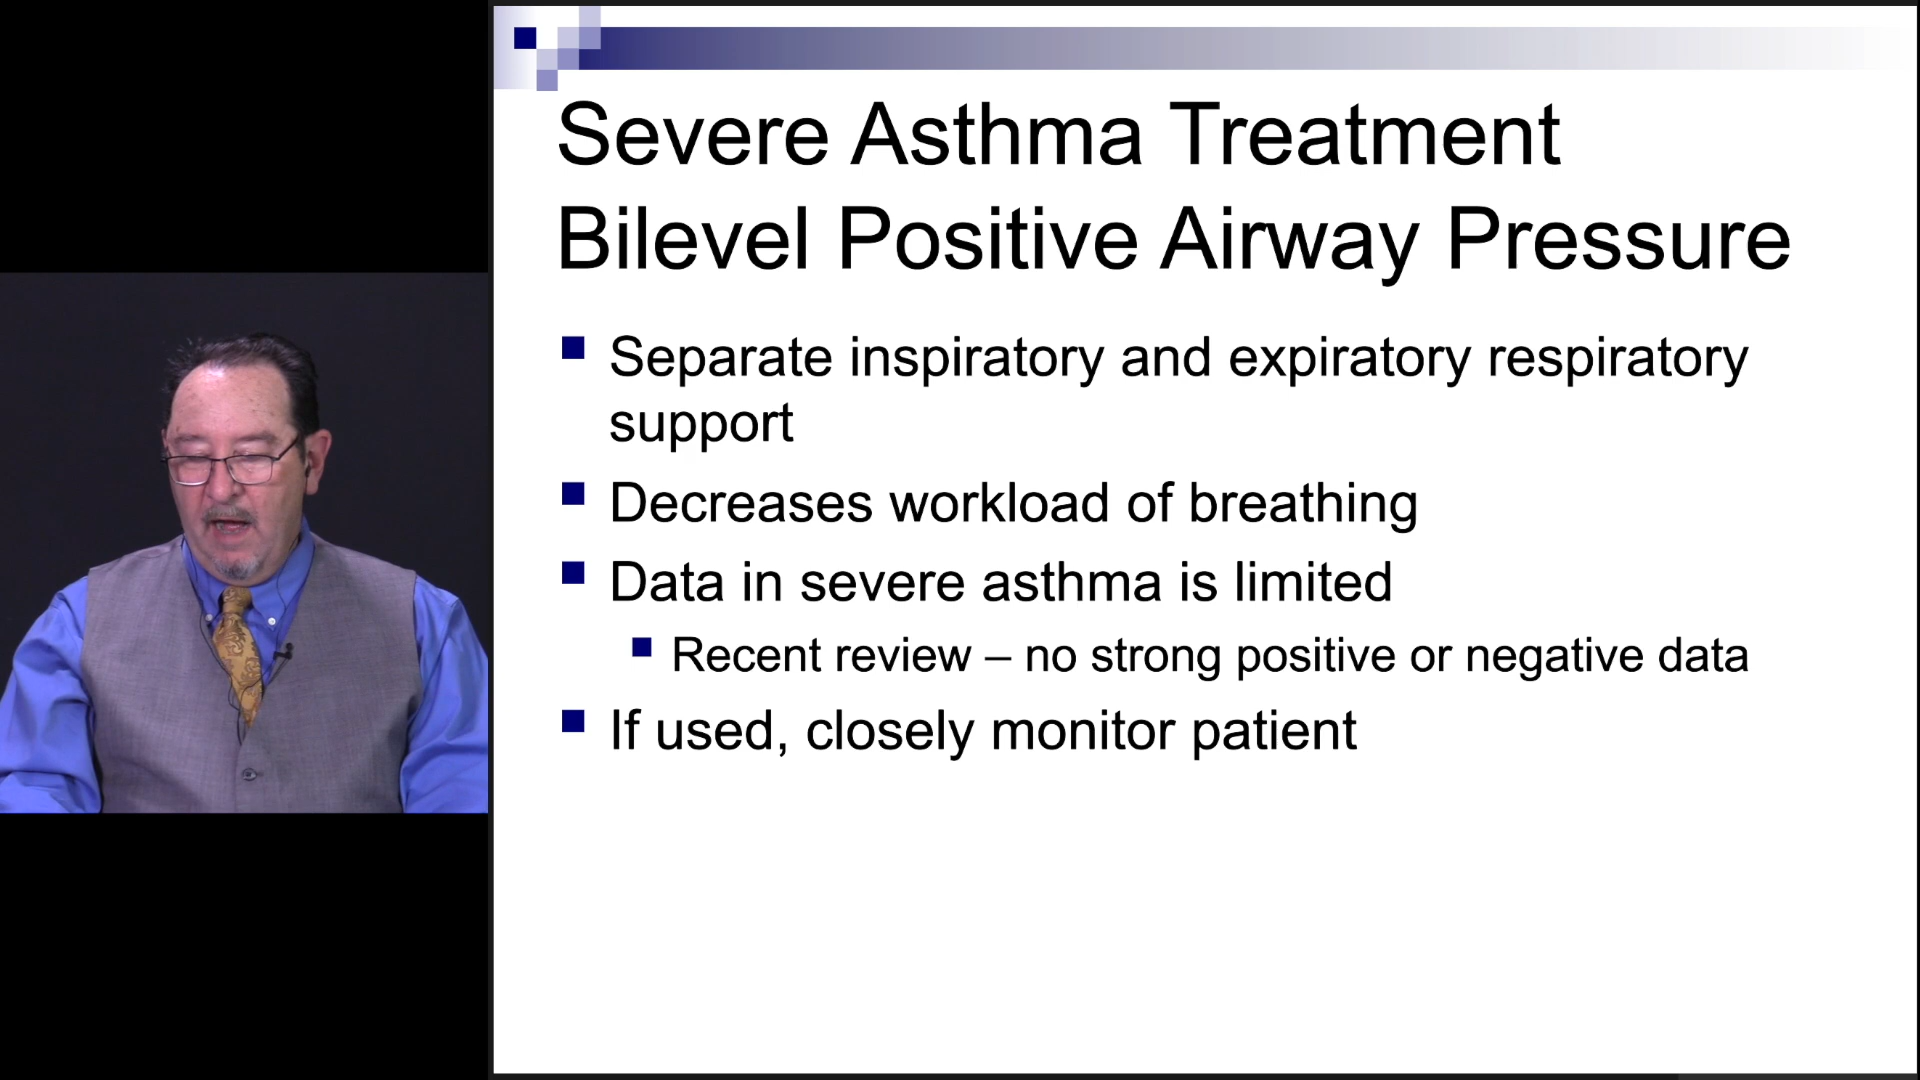 Severe Asthma Treatment
Bilevel Positive Airway Pressure
Separate inspiratory and expiratory respiratory
support
Decreases workload of breathing
Data in severe asthma is limited
Recent review – no strong positive or negative data
If used, closely monitor patient